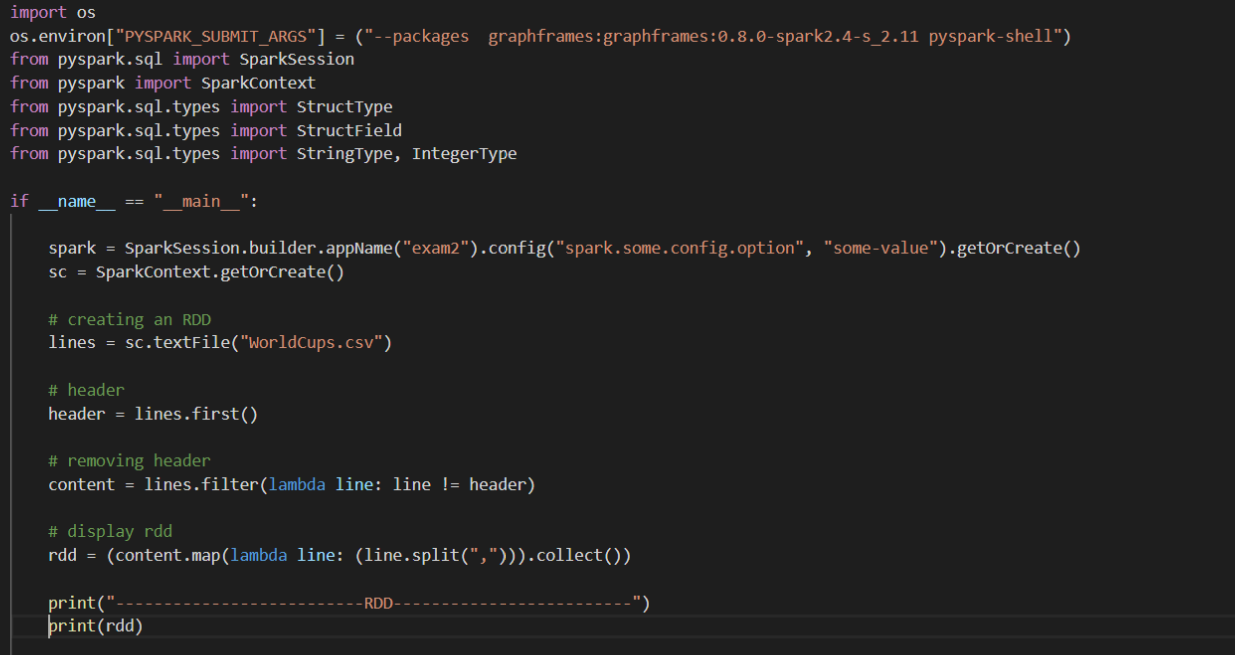 import os
os.environ["PYSPARK_SUBMIT_ARGS"] = ("--packages  graphframes:graphframes:0.8.0-spark2.4-s_2.11 pyspark-shell")
from pyspark.sql import SparkSession
from pyspark import SparkContext
from pyspark.sql.types import StructType
from pyspark.sql.types import StructField
from pyspark.sql.types import StringType, IntegerType

if __name__ == "__main__":

    spark = SparkSession.builder.appName("exam2").config("spark.some.config.option", "some-value").getOrCreate()
    sc = SparkContext.getOrCreate()

    # creating an RDD
    lines = sc.textFile("WorldCups.csv")

    # header
    header = lines.first()

    # removing header
    content = lines.filter(lambda line: line != header)

    # display rdd
    rdd = (content.map(lambda line: (line.split(","))).collect())

    print("--------------------------RDD-------------------------")
    print(rdd)